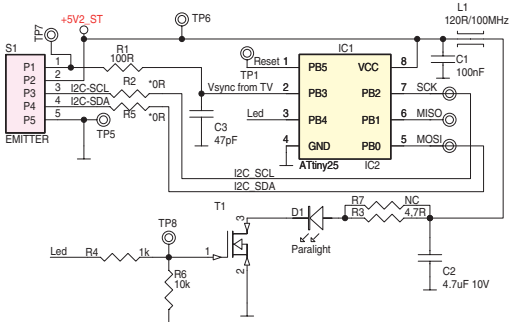 +5V2_ST
TP7
TP6
L1
120R/100MHz
S1
P1 1
P2 2
P3 3
P4 4
P5 5
EMITTER
R1
100R
I2C-SCL
R2
*0R
I2C-SDA
R5
*0R
TP5
C3
47pF
Reset 1
TP1
Vsync from TV 2
Led 3
4
IC1
PB5 VCC
PB3 PB2
PB4 PB1
GND PB0
ATtiny25
IC2
8
7 SCK
6 MISO
5 MOSI
C1
100nF
I2C_SCL
I2C_SDA
T1
3
1
2
D1
Paralight
R7 NC
R3 4.7R
C2
4.7uF 10V
TP8
Led R4 1k
R6
10k